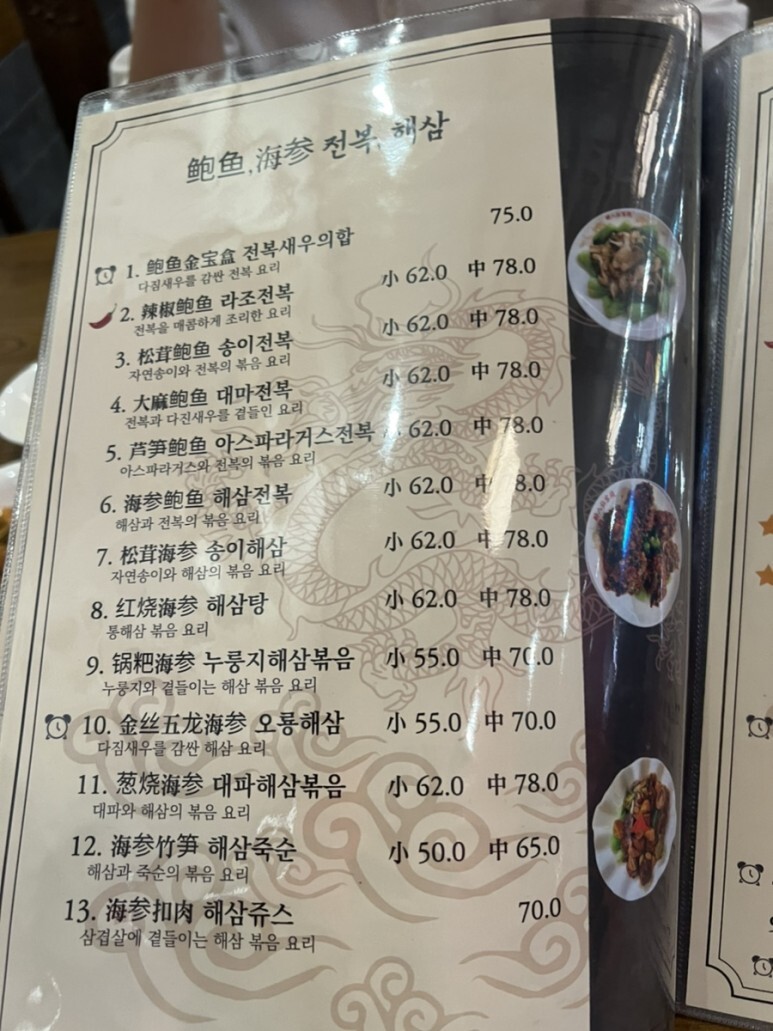 鲍鱼,海参 전복, 해삼
75.0
1. 鲍鱼金宝盒 전복새우의합
다짐새우를 감싼 전복 요리
小 62.0 中 78.0
2. 辣椒鲍鱼 라조전복
전복을 매콤하게 조리한 요리
小 62.0 中 78.0
3. 松茸鲍鱼 송이전복
자연송이와 전복의 볶음 요리
小 62.0 中 78.0
4. 大麻鲍鱼 대마전복
전복과 다진새우를 곁들인 요리
62.0 中 78.0
5. 芦笋鲍鱼 아스파라거스전복
아스파라거스와 전복의 볶음 요리
小 62.0 8.0
6. 海参鲍鱼 해삼전복
해삼과 전복의 볶음 요리
小 62.0 中 78.0
7. 松茸海参 송이해삼
자연송이와 해삼의 볶음 요리
小 62.0 中 78.0
8. 红烧海参 해삼탕
통해삼 볶음 요리
小 55.0 中 70.0
9. 锅粑海参 누룽지해삼볶음
누룽지와 곁들이는 해삼 볶음 요리
10. 金丝五龙海参 오룡해삼 小 55.0 中 70.0
다짐새우를 감싼 해삼 요리
11. 葱烧海参 대파해삼볶음 小 62.0 中 78.0
대파와 해삼의 볶음 요리
12. 海参竹笋 해삼죽순 小 50.0 中 65.0
해삼과 죽순의 볶음 요리
13. 海参扣肉 해삼쥬스 70.0
삼겹살에 곁들이는 해삼 볶음 요리